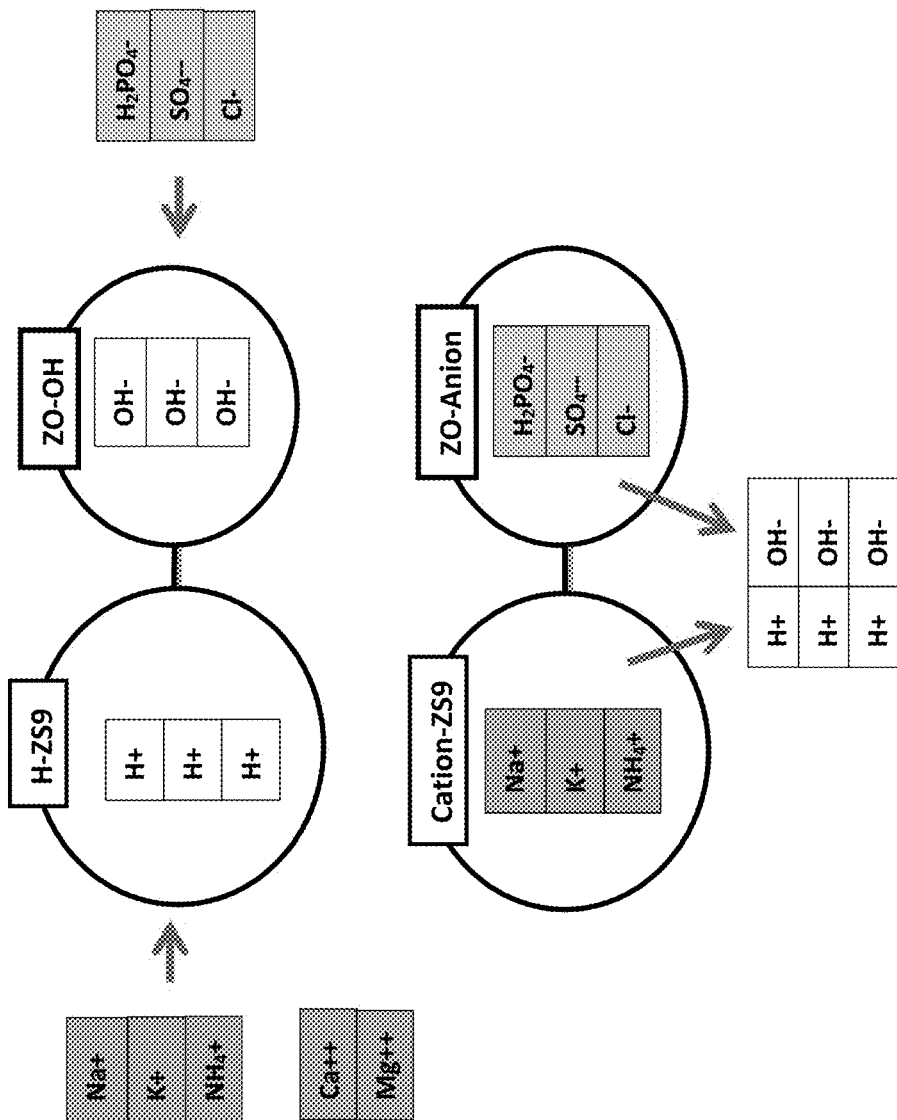 Na+
K+
NH₄+
Ca++
Mg++
H-ZS9
H+
H+
H+
ZO-OH
OH-
OH-
OH-
H₂PO₄-
SO₄--
Cl-
Cation-ZS9
Na+
K+
NH₄+
ZO-Anion
H₂PO₄-
SO₄---
Cl-
H+ OH-
H+ OH-
H+ OH-